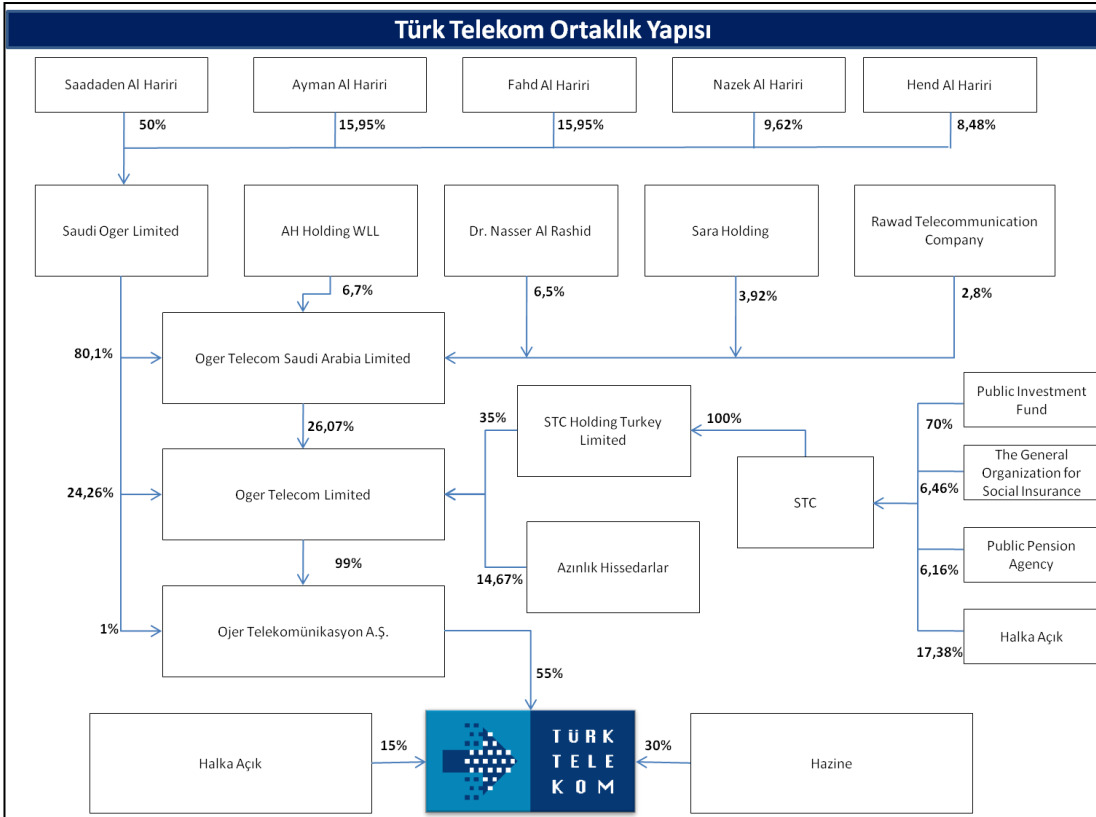 Türk Telekom Ortaklık Yapısı
Saadaden Al Hariri
Ayman Al Hariri
Fahd Al Hariri
Nazek Al Hariri
Hend Al Hariri
50%
15,95%
15,95%
9,62%
8,48%
Saudi Oger Limited
AH Holding WLL
Dr. Nasser Al Rashid
Sara Holding
Rawad Telecommunication
Company
6,7%
6,5%
3,92%
2,8%
80,1%
Oger Telecom Saudi Arabia Limited
26,07%
35%
STC Holding Turkey
Limited
100%
Public Investment
Fund
70%
24,26%
Oger Telecom Limited
STC
The General
Organization for
Social Insurance
6,46%
99%
14,67%
Azınlık Hissedarlar
Public Pension
Agency
6,16%
1%
Ojer Telekomünikasyon A.Ş.
Halka Açık
17,38%
55%
Halka Açık
15%
TÜRK
TELE
KOM
30%
Hazine